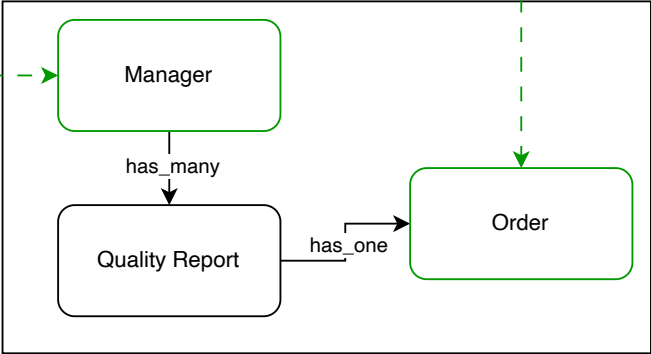 Manager
has_many
Quality Report
has_one
Order